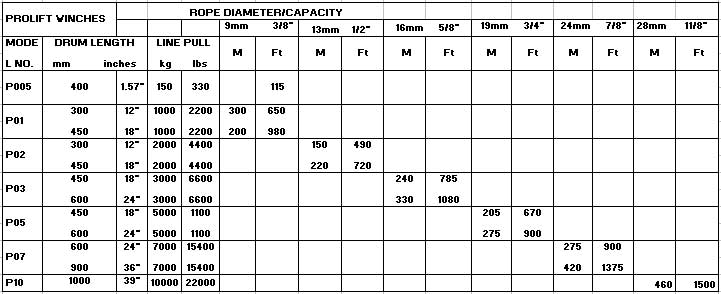 PROLIFT WINCHES ROPE DIAMETER/CAPACITY
9mm 3/8" 13mm 1/2" 16mm 5/8" 19mm 3/4" 24mm 7/8" 28mm 11/8"
MODE DRUM LENGTH LINE PULL M Ft M Ft M Ft M Ft M Ft M Ft
L NO. mm inches kg lbs
P005 400 1.57" 150 330 115
P01 300 12" 1000 2200 300 650
450 18" 1000 2200 200 980
P02 300 12" 2000 4400 150 490
450 18" 2000 4400 220 720
P03 450 18" 3000 6600 240 785
600 24" 3000 6600 330 1080
P05 450 18" 5000 1100 205 670
600 24" 5000 1100 275 900
P07 600 24" 7000 15400 275 900
900 36" 7000 15400 420 1375
P10 1000 39" 10000 22000 460 1500